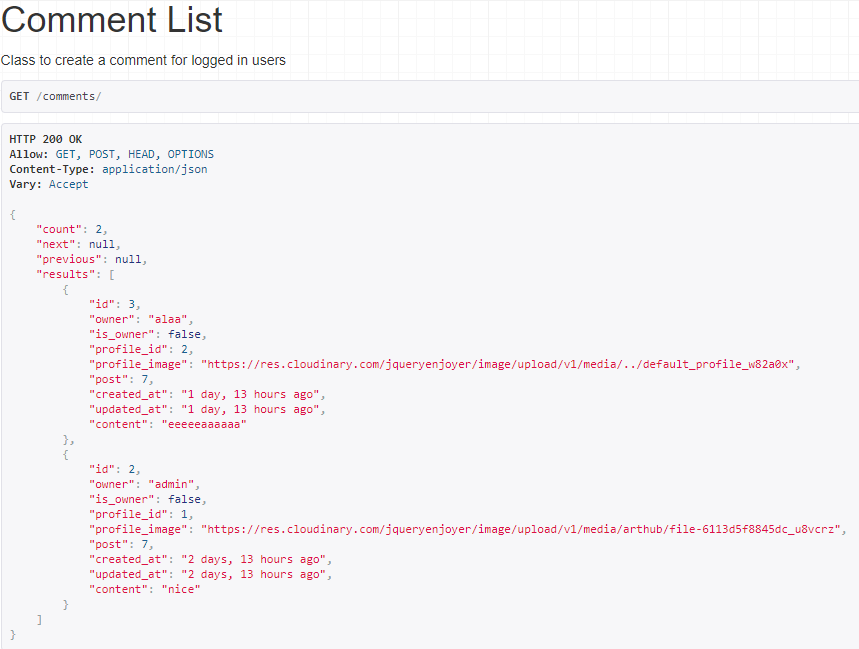 Comment List
Class to create a comment for logged in users
GET /comments/
HTTP 200 OK
Allow: GET, POST, HEAD, OPTIONS
Content-Type: application/json
Vary: Accept
{
    "count": 2,
    "next": null,
    "previous": null,
    "results": [
        {
            "id": 3,
            "owner": "alaa",
            "is_owner": false,
            "profile_id": 2,
            "profile_image": "https://res.cloudinary.com/jqueryenjoyer/image/upload/v1/media/../default_profile_w82a0x",
            "post": 7,
            "created_at": "1 day, 13 hours ago",
            "updated_at": "1 day, 13 hours ago",
            "content": "eeeeeaaaaaa"
        },
        {
            "id": 2,
            "owner": "admin",
            "is_owner": false,
            "profile_id": 1,
            "profile_image": "https://res.cloudinary.com/jqueryenjoyer/image/upload/v1/media/arthub/file-6113d5f8845dc_u8vcrz",
            "post": 7,
            "created_at": "2 days, 13 hours ago",
            "updated_at": "2 days, 13 hours ago",
            "content": "nice"
        }
    ]
}